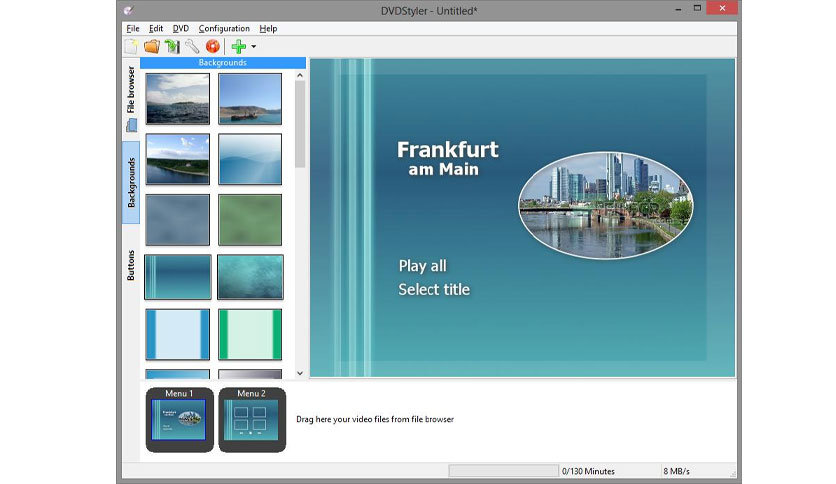 DVDStyler - Untitled*
File Edit DVD Configuration Help
Backgrounds
File browser
Backgrounds
Buttons
Frankfurt
am Main
Play all
Select title
Menu 1
Menu 2
Drag here your video files from file browser
0/130 Minutes
8 MB/s